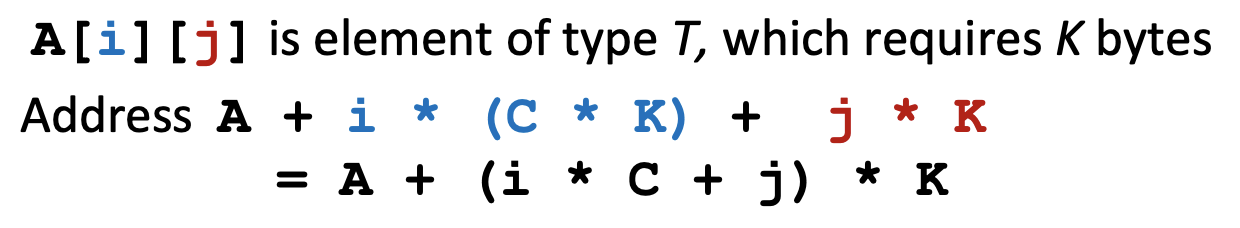 A[i][j] is element of type T, which requires K bytes
Address A + i * (C * K) + j * K
= A + (i * C + j) * K